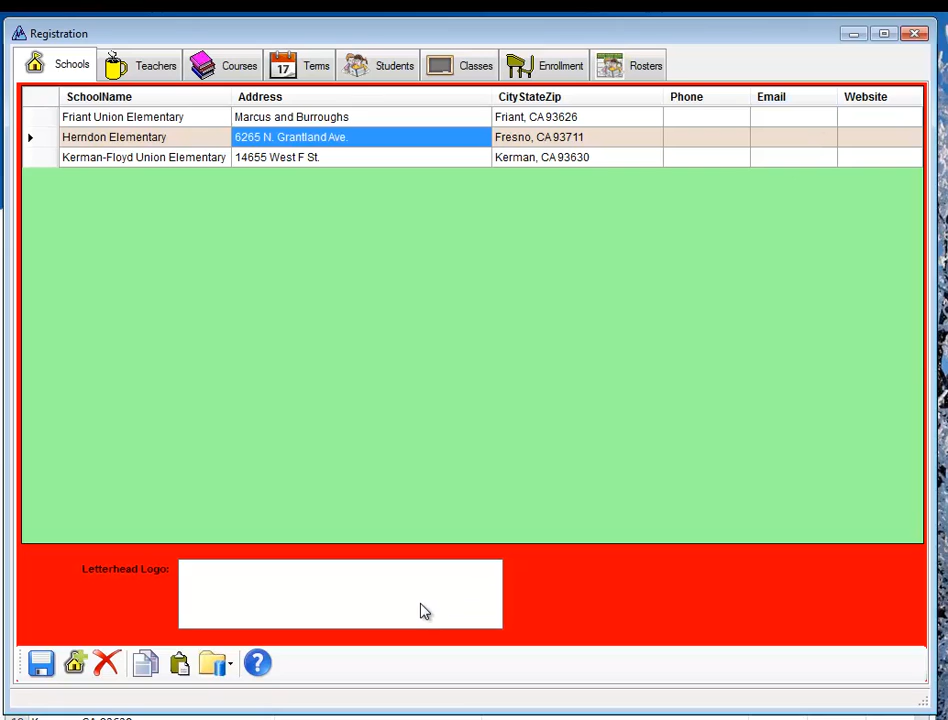 Registration
Schools Teachers Courses 17 Terms Students Classes Enrollment Rosters
SchoolName Address CityStateZip Phone Email Website
Friant Union Elementary Marcus and Burroughs Friant, CA 93626
Herndon Elementary 6265 N. Grantland Ave. Fresno, CA 93711
Kerman-Floyd Union Elementary 14655 West F St. Kerman, CA 93630
Letterhead Logo:
?